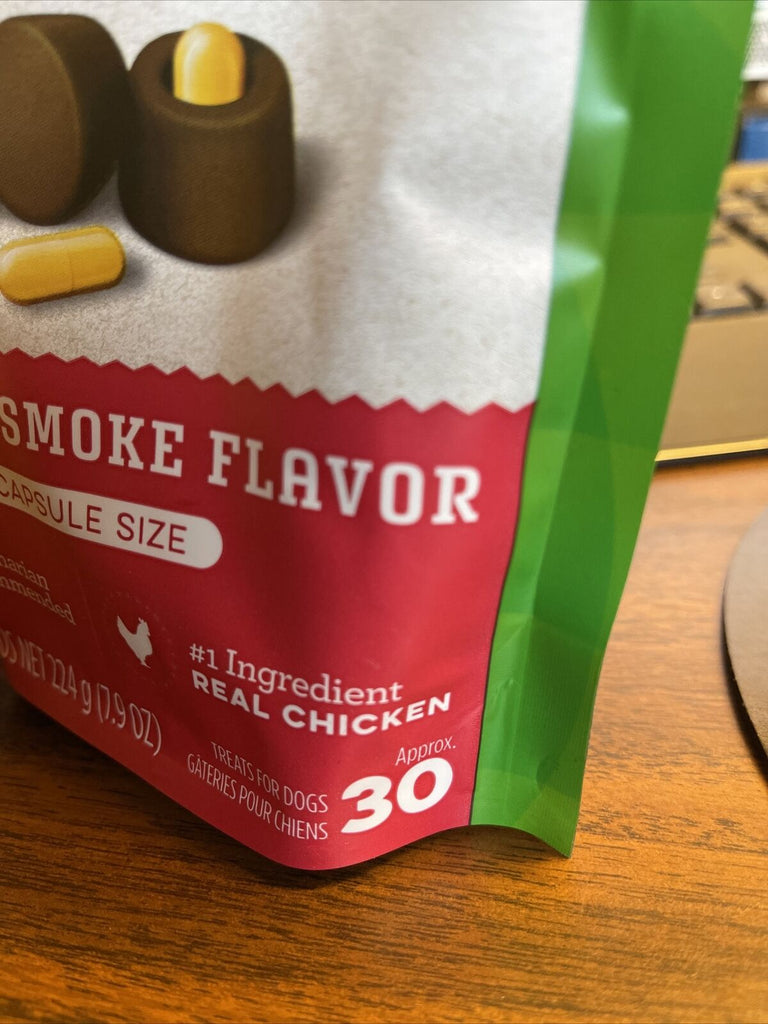 SMOKE FLAVOR
CAPSULE SIZE
#1 Ingredient
REAL CHICKEN
NET 224 g (7.9 OZ)
TREATS FOR DOGS
GÂTERIES POUR CHIENS
Approx.
30